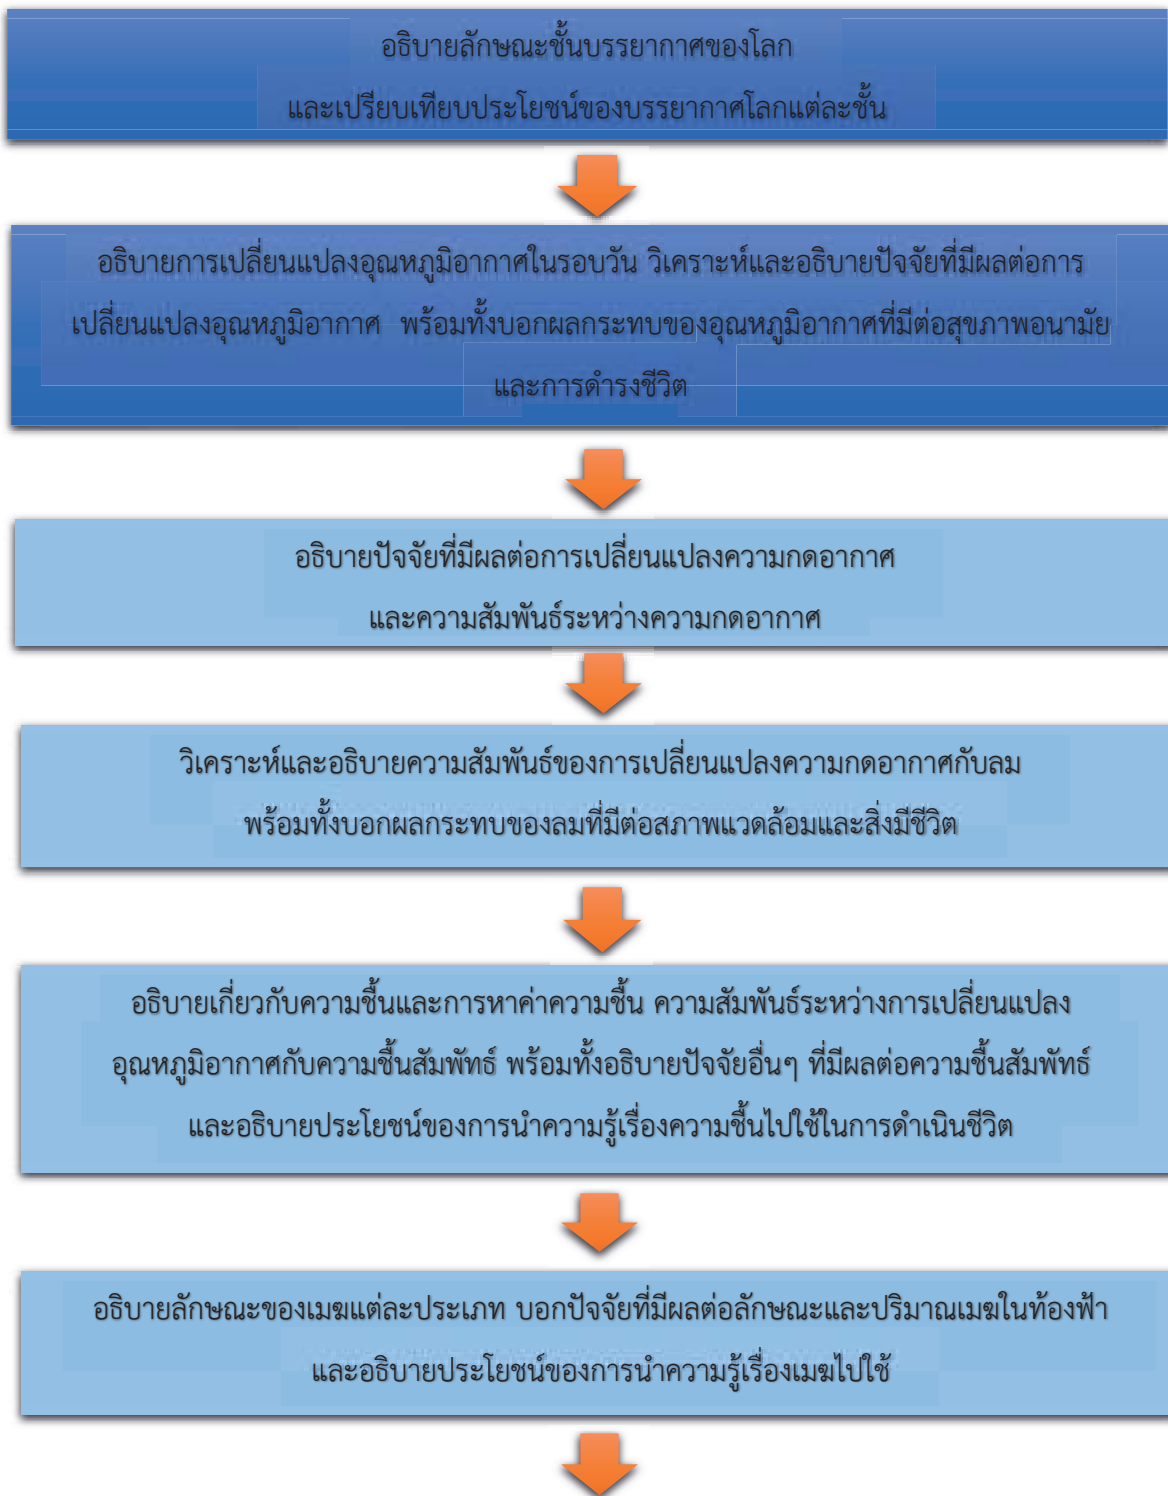 อธิบายลักษณะชั้นบรรยากาศของโลก
และเปรียบเทียบประโยชน์ของบรรยากาศโลกแต่ละชั้น
อธิบายการเปลี่ยนแปลงอุณหภูมิอากาศในรอบวัน วิเคราะห์และอธิบายปัจจัยที่มีผลต่อการ
เปลี่ยนแปลงอุณหภูมิอากาศ พร้อมทั้งบอกผลกระทบของอุณหภูมิอากาศที่มีต่อสุขภาพอนามัย
และการดำรงชีวิต
อธิบายปัจจัยที่มีผลต่อการเปลี่ยนแปลงความกดอากาศ
และความสัมพันธ์ระหว่างความกดอากาศ
วิเคราะห์และอธิบายความสัมพันธ์ของการเปลี่ยนแปลงความกดอากาศกับลม
พร้อมทั้งบอกผลกระทบของลมที่มีต่อสภาพแวดล้อมและสิ่งมีชีวิต
อธิบายเกี่ยวกับความชื้นและการหาค่าความชื้น ความสัมพันธ์ระหว่างการเปลี่ยนแปลง
อุณหภูมิอากาศกับความชื้นสัมพัทธ์ พร้อมทั้งอธิบายปัจจัยอื่นๆ ที่มีผลต่อความชื้นสัมพัทธ์
และอธิบายประโยชน์ของการนำความรู้เรื่องความชื้นไปใช้ในการดำเนินชีวิต
อธิบายลักษณะของเมฆแต่ละประเภท บอกปัจจัยที่มีผลต่อลักษณะและปริมาณเมฆในท้องฟ้า
และอธิบายประโยชน์ของการนำความรู้เรื่องเมฆไปใช้